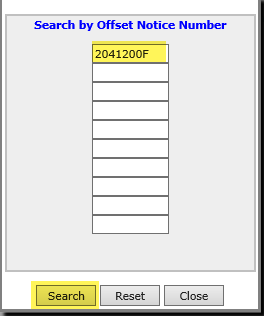 Search by Offset Notice Number
2041200F
Search Reset Close